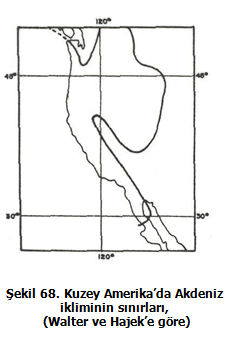 120°
40°
40°
30°
30°
120°
Şekil 68. Kuzey Amerika'da Akdeniz
ikliminin sınırları,
(Walter ve Hajek'e göre)